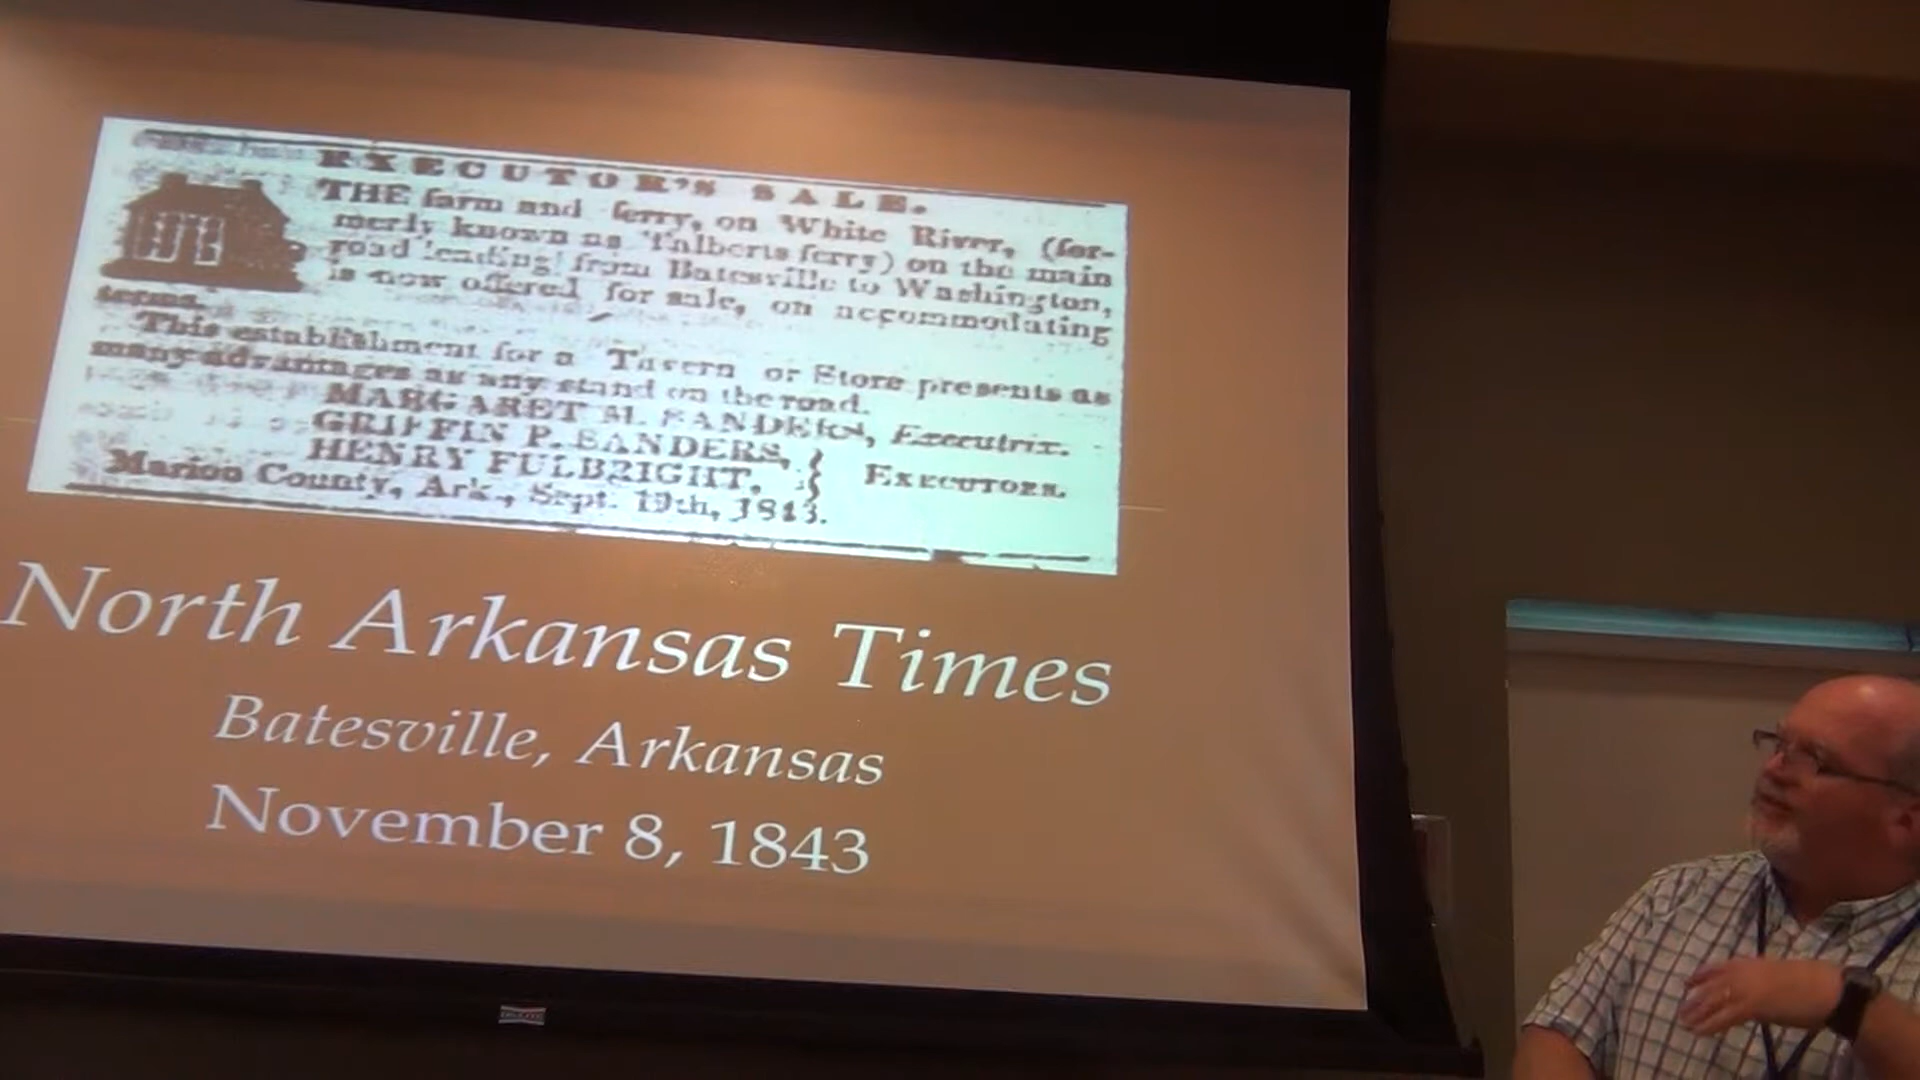 EXECUTOR'S SALE.
THE farm and ferry, on White River, (for-
merly known as Talberts ferry) on the main
road leading from Batesville to Washington,
is now offered for sale, on accommodating
terms.
This establishment for a Tavern or Store presents as
many advantages as any stand on the road.
MARGARET M. SANDERS, Executrix.
GRIFFIN P. SANDERS, }
HENRY FULBRIGHT. } EXECUTORS.
Marion County, Ark., Sept. 19th, 1843.
North Arkansas Times
Batesville, Arkansas
November 8, 1843